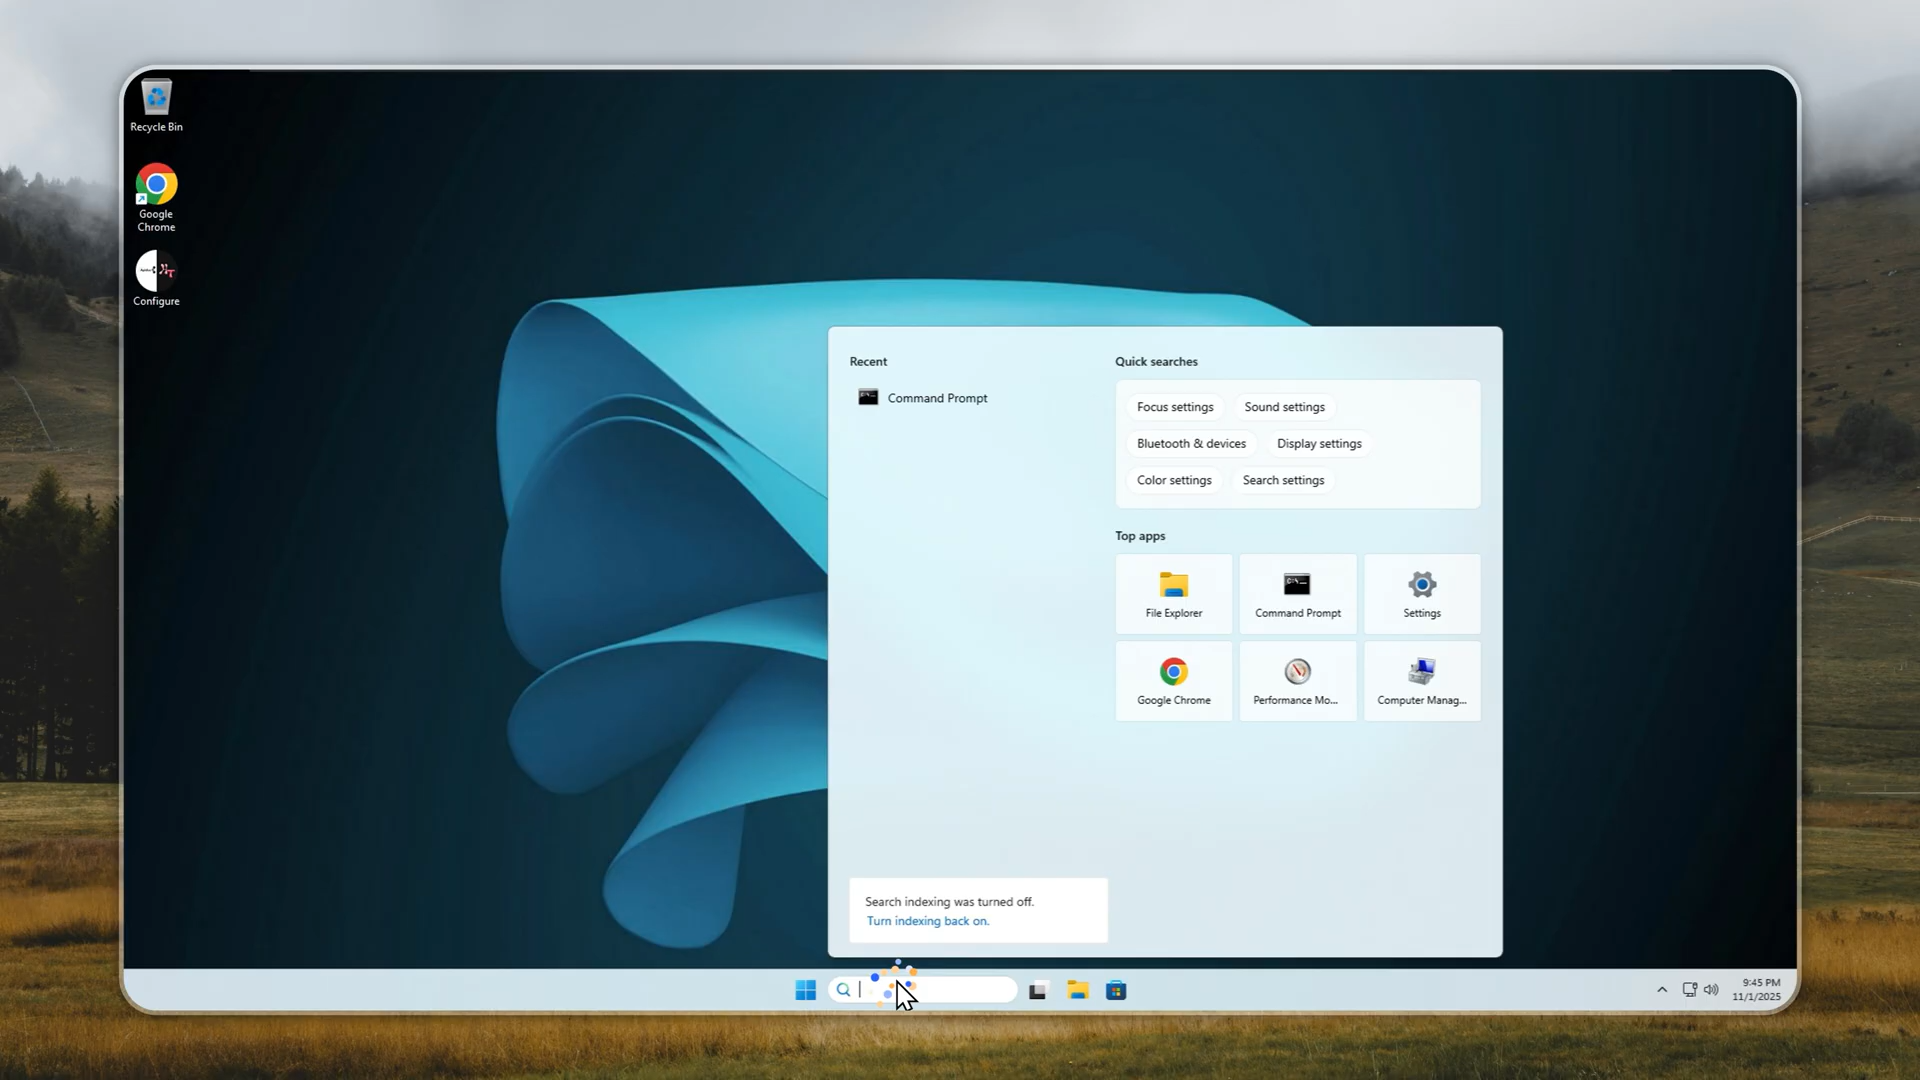 Recycle Bin
Google
Chrome
Configure
Recent
Command Prompt
Quick searches
Focus settings
Sound settings
Bluetooth & devices
Display settings
Color settings
Search settings
Top apps
File Explorer
Command Prompt
Settings
Google Chrome
Performance Mo...
Computer Manag...
Search indexing was turned off.
Turn indexing back on.
9:45 PM
11/1/2025